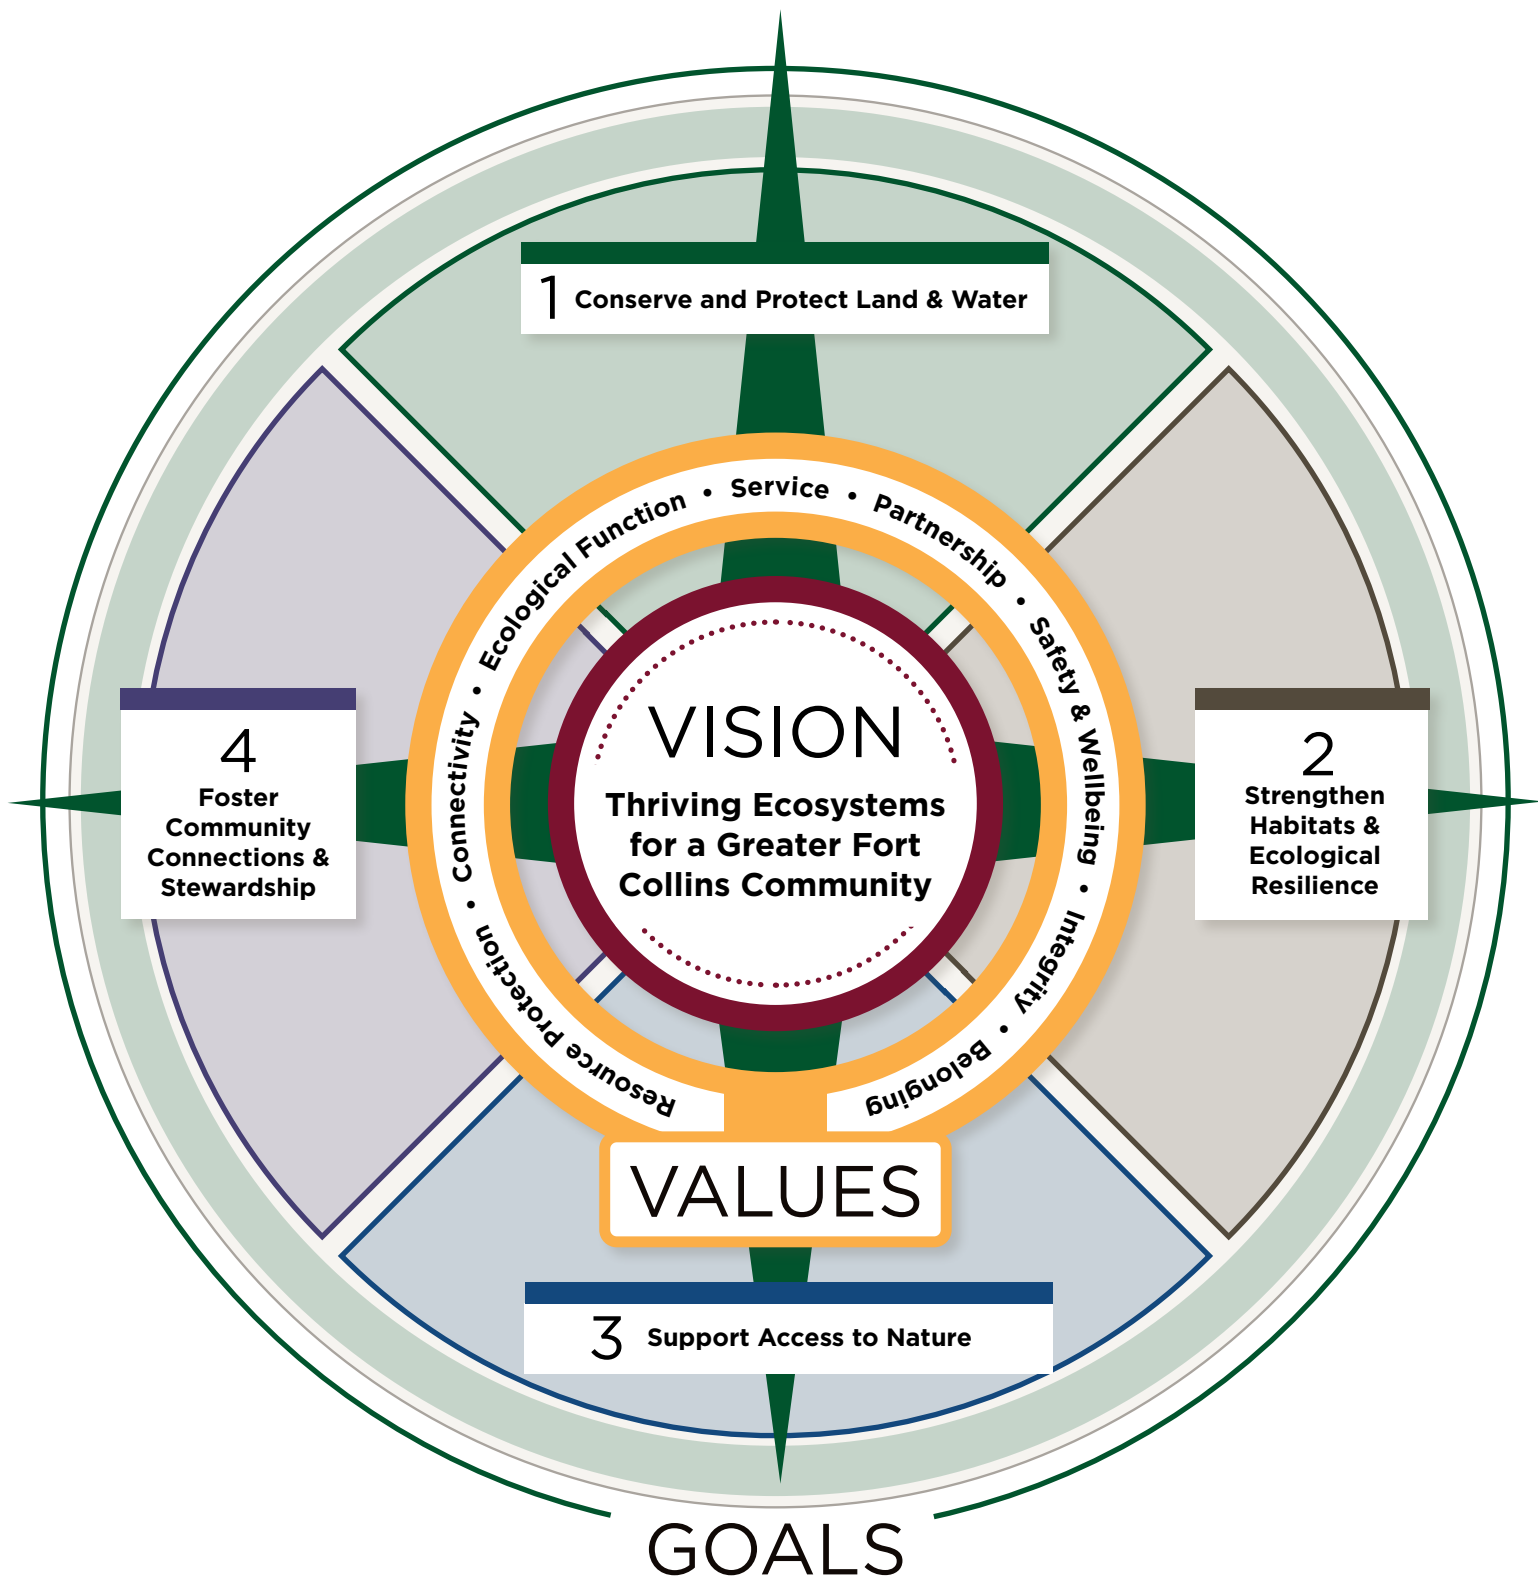 1 Conserve and Protect Land & Water
Resource Protection • Connectivity • Ecological Function • Service • Partnership • Safety & Wellbeing • Integrity • Belonging
VISION
Thriving Ecosystems
for a Greater Fort
Collins Community
4
Foster
Community
Connections &
Stewardship
2
Strengthen
Habitats &
Ecological
Resilience
VALUES
3 Support Access to Nature
GOALS